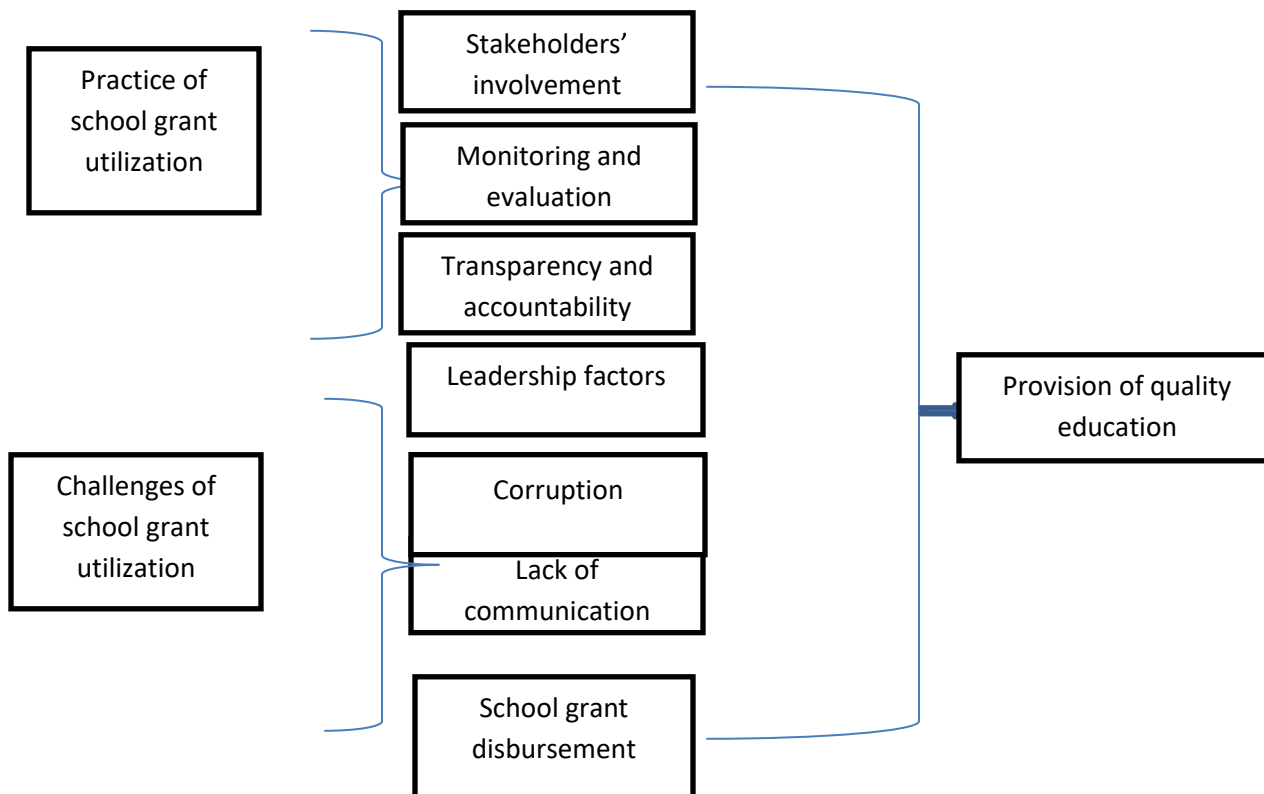 Practice of
school grant
utilization
Stakeholders’
involvement
Monitoring and
evaluation
Transparency and
accountability
Leadership factors
Challenges of
school grant
utilization
Corruption
Lack of
communication
School grant
disbursement
Provision of quality
education